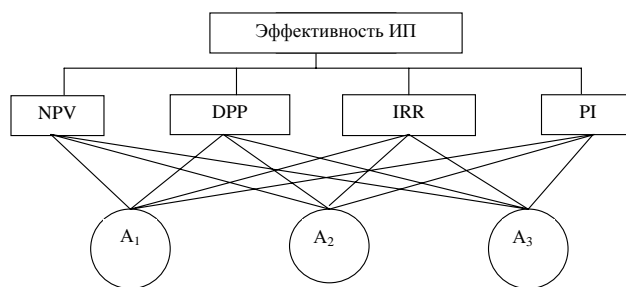 Эффективность ИП
NPV DPP IRR PI
A₁ A₂ A₃